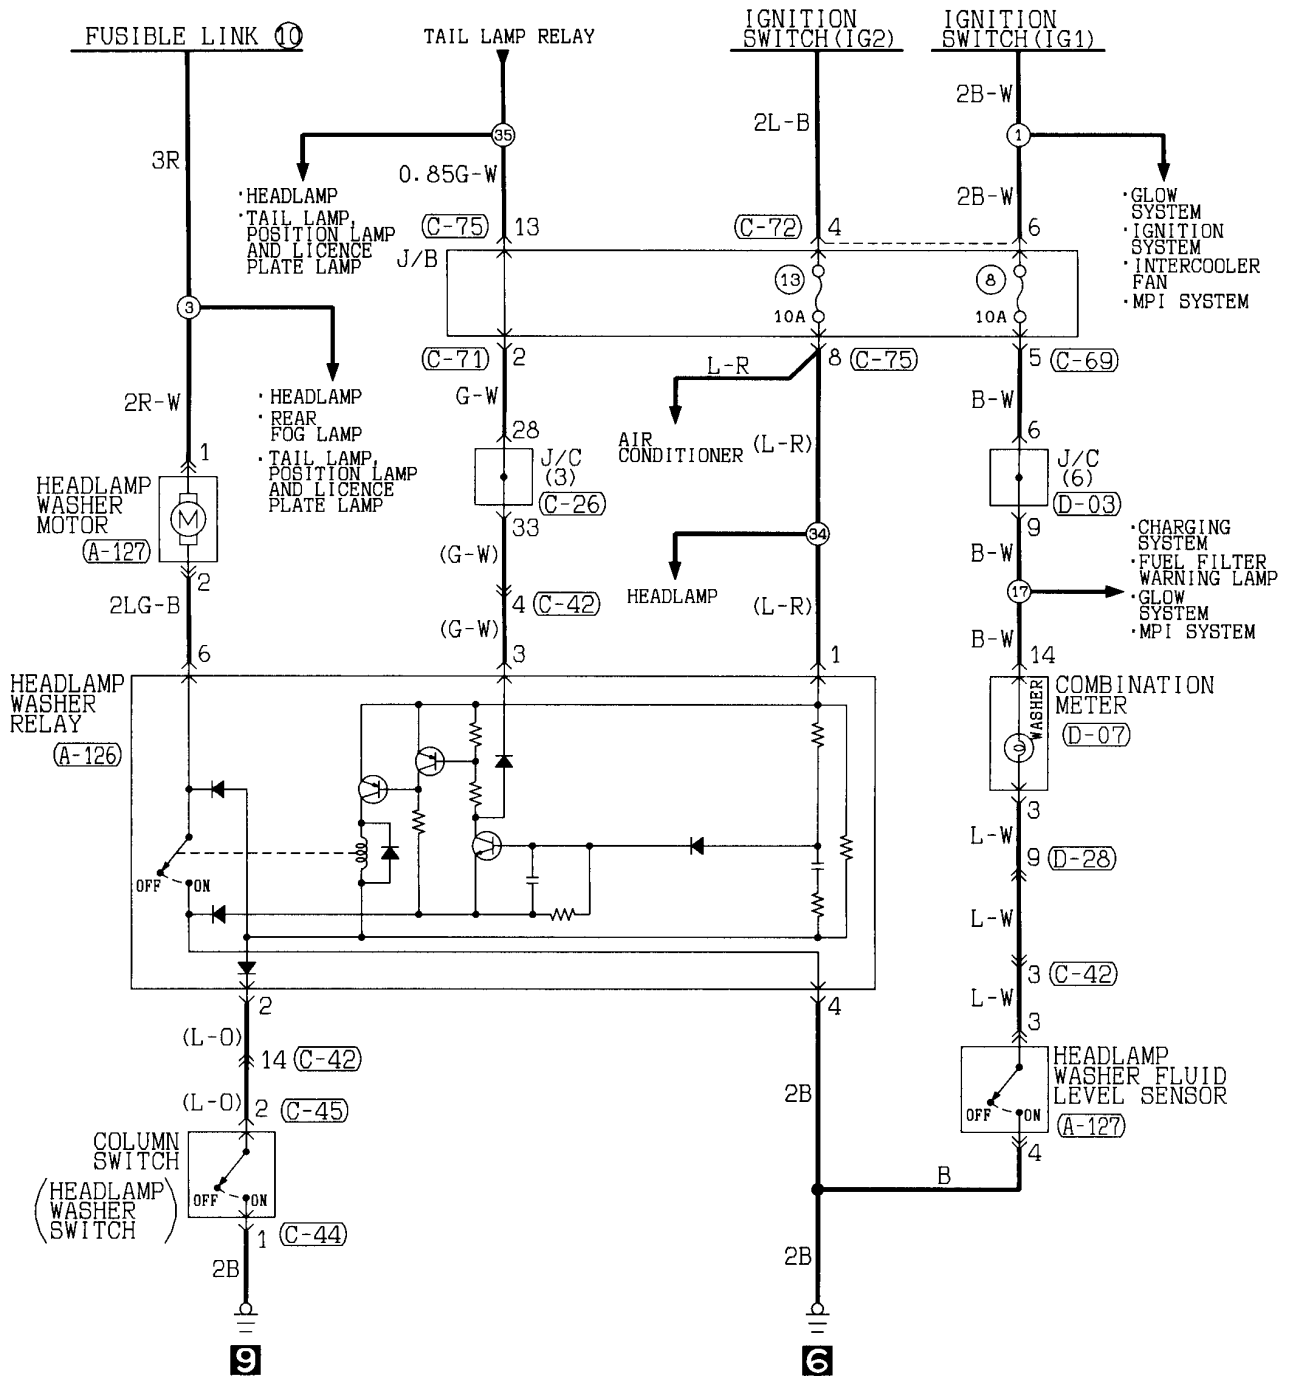 FUSIBLE LINK 10
TAIL LAMP RELAY
IGNITION
SWITCH(IG2)
IGNITION
SWITCH(IG1)
2B-W
2L-B
35
1
3R
0.85G-W
2B-W
·HEADLAMP
·TAIL LAMP,
POSITION LAMP
AND LICENCE
PLATE LAMP
·GLOW
SYSTEM
·IGNITION
SYSTEM
·INTERCOOLER
FAN
·MPI SYSTEM
C-75 13
C-72 4
6
J/B
13
10A
8
10A
3
C-71 2
L-R
8 C-75
5 C-69
2R-W
·HEADLAMP
·REAR
FOG LAMP
·TAIL LAMP,
POSITION LAMP
AND LICENCE
PLATE LAMP
G-W
B-W
28
AIR
CONDITIONER
(L-R)
6
1
HEADLAMP
WASHER
MOTOR
A-127
M
J/C
(3)
C-26
J/C
(6)
D-03
33
34
9
2
(G-W)
B-W
·CHARGING
SYSTEM
·FUEL FILTER
WARNING LAMP
·GLOW
SYSTEM
·MPI SYSTEM
17
2LG-B
4 C-42
HEADLAMP
(L-R)
(G-W)
B-W
6
3
1
14
HEADLAMP
WASHER
RELAY
A-126
WASHER
COMBINATION
METER
D-07
OFF
ON
3
L-W
9 D-28
L-W
3 C-42
L-W
3
2
4
(L-O)
14 C-42
(L-O)
2 C-45
2B
HEADLAMP
WASHER FLUID
LEVEL SENSOR
A-127
OFF
ON
4
COLUMN
SWITCH
(HEADLAMP
WASHER
SWITCH)
OFF
ON
B
1 C-44
2B
2B
9
6